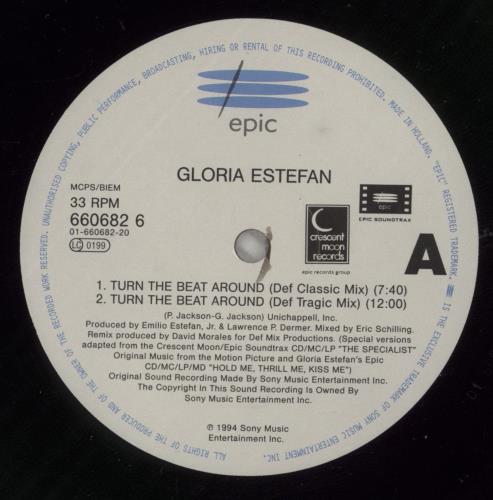 epic
GLORIA ESTEFAN
MCPS/BIEM
33 RPM
660682 6
01-660682-20
LC 0199
crescent
moon
records
epic records group
epic
EPIC SOUNDTRAX
A
1. TURN THE BEAT AROUND (Def Classic Mix) (7:40)
2. TURN THE BEAT AROUND (Def Tragic Mix) (12:00)
(P. Jackson-G. Jackson) Unichappell, Inc.
Produced by Emilio Estefan, Jr. & Lawrence P. Dermer. Mixed by Eric Schilling.
Remix produced by David Morales for Def Mix Productions. (Special versions
adapted from the Crescent Moon/Epic Soundtrax CD/MC/LP "THE SPECIALIST"
Original Music from the Motion Picture and Gloria Estefan's Epic
CD/MC/LP/MD "HOLD ME, THRILL ME, KISS ME")
Original Sound Recording Made By Sony Music Entertainment Inc.
The Copyright In This Sound Recording Is Owned By
Sony Music Entertainment Inc.
℗ 1994 Sony Music
Entertainment Inc.
ALL RIGHTS OF THE PRODUCER AND OF THE OWNER OF THE RECORDED WORK RESERVED. UNAUTHORISED COPYING, PUBLIC PERFORMANCE, BROADCASTING, HIRING OR RENTAL OF THIS RECORDING PROHIBITED. MADE IN HOLLAND. "EPIC" REGISTERED TRADEMARK. IS THE EXCLUSIVE TRADEMARK OF SONY MUSIC ENTERTAINMENT INC.